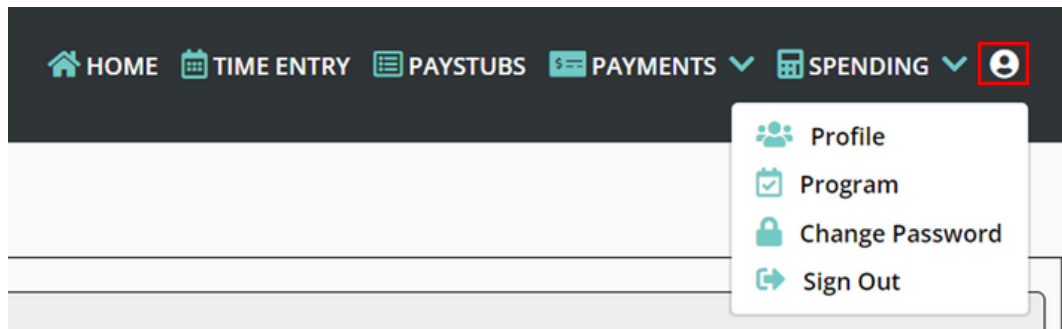 HOME TIME ENTRY PAYSTUBS PAYMENTS SPENDING
Profile
Program
Change Password
Sign Out